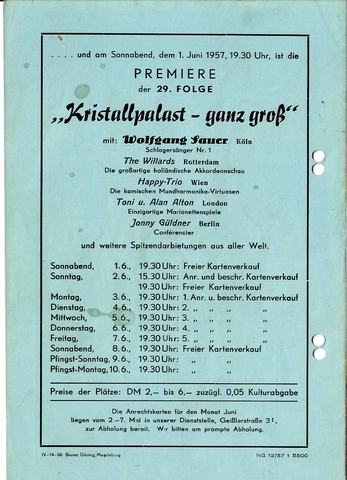 .... und am Sonnabend, dem 1. Juni 1957, 19.30 Uhr, ist die
PREMIERE
der 29. FOLGE
„Kristallpalast - ganz groß“
mit: Wolfgang Sauer Köln
Schlagersänger Nr. 1
The Willards Rotterdam
Die großartige holländische Akkordeonschau
Happy-Trio Wien
Die komischen Mundharmonika-Virtuosen
Toni u. Alan Alton London
Einzigartige Marionettenspiele
Jonny Güldner Berlin
Conférencier
und weitere Spitzendarbietungen aus aller Welt.
Sonnabend, 1.6., 19.30 Uhr: Freier Kartenverkauf
Sonntag, 2.6., 15.30 Uhr: Anr. und beschr. Kartenverkauf
19.30 Uhr: Freier Kartenverkauf
Montag, 3.6., 19.30 Uhr: 1. Anr. u. beschr. Kartenverkauf
Dienstag, 4.6., 19.30 Uhr: 2. „ „ „ „
Mittwoch, 5.6., 19.30 Uhr: 3. „ „ „ „
Donnerstag, 6.6., 19.30 Uhr: 4. „ „ „ „
Freitag, 7.6., 19.30 Uhr: 5. „ „ „ „
Sonnabend, 8.6., 19.30 Uhr: Freier Kartenverkauf
Pfingst-Sonntag, 9.6., 19.30 Uhr: „ „
Pfingst-Montag, 10.6., 19.30 Uhr: „ „
Preise der Plätze: DM 2,– bis 6,– zuzügl. 0,05 Kulturabgabe
Die Anrechtskarten für den Monat Juni
liegen vom 2.–7. Mai in unserer Dienststelle, Geißlerstraße 31,
zur Abholung bereit. Wir bitten um prompte Abholung.
IV-14-66 Bruno Göring, Magdeburg NG 12/57 1 5500